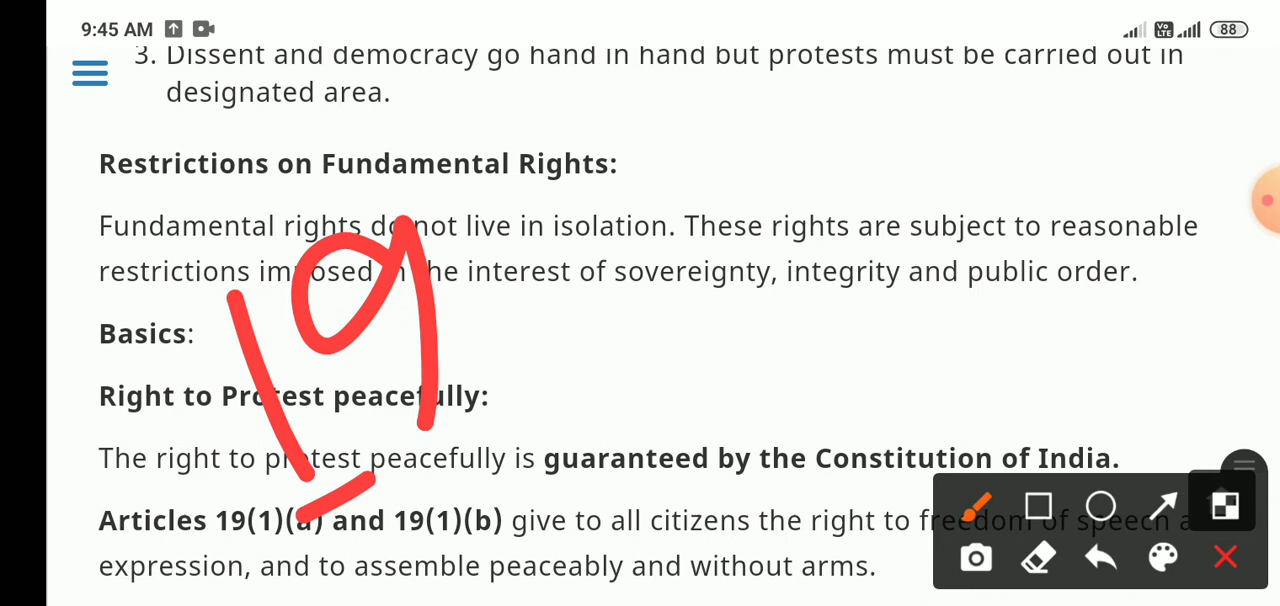 9:45 AM
Vo LTE 88
3. Dissent and democracy go hand in hand but protests must be carried out in
designated area.
Restrictions on Fundamental Rights:
Fundamental rights do not live in isolation. These rights are subject to reasonable
restrictions imposed in the interest of sovereignty, integrity and public order.
19
Basics:
Right to Protest peacefully:
The right to protest peacefully is guaranteed by the Constitution of India.
Articles 19(1)(a) and 19(1)(b) give to all citizens the right to freedom of speech a
expression, and to assemble peaceably and without arms.